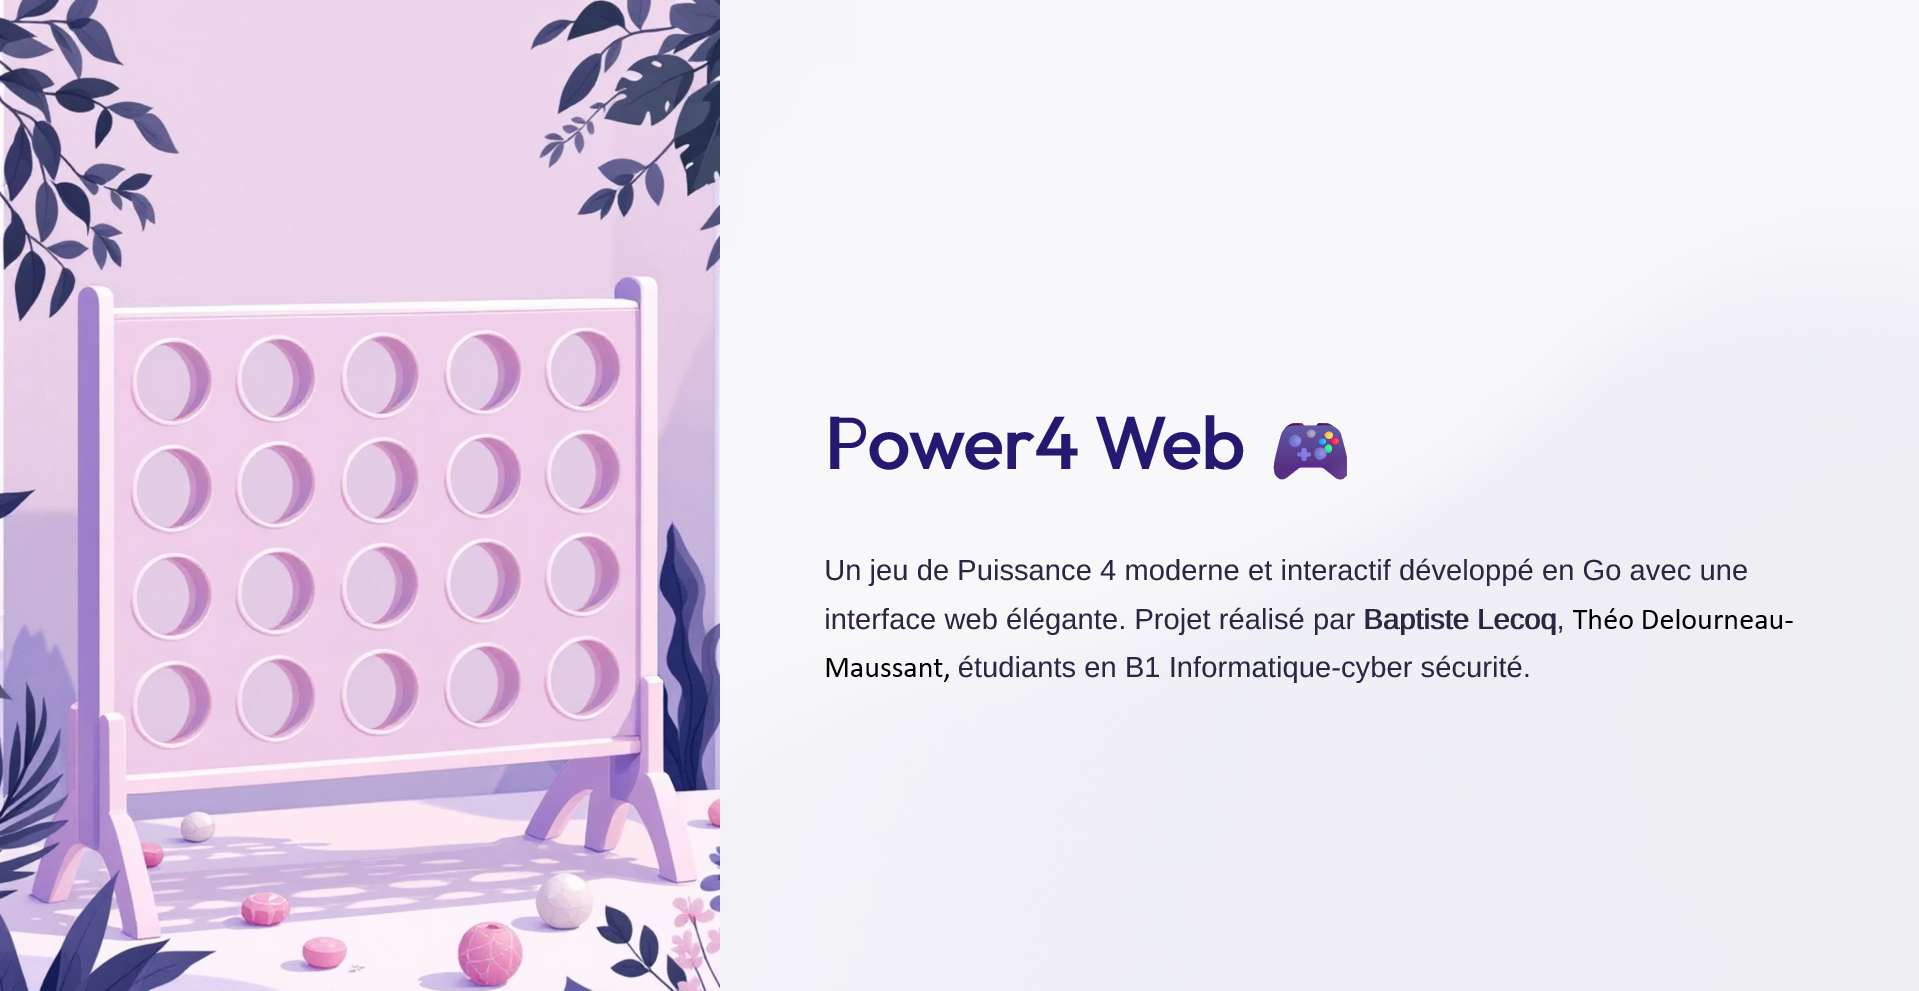 Power4 Web 🎮
Un jeu de Puissance 4 moderne et interactif développé en Go avec une
interface web élégante. Projet réalisé par Baptiste Lecoq, Théo Delourneau-
Maussant, étudiants en B1 Informatique-cyber sécurité.